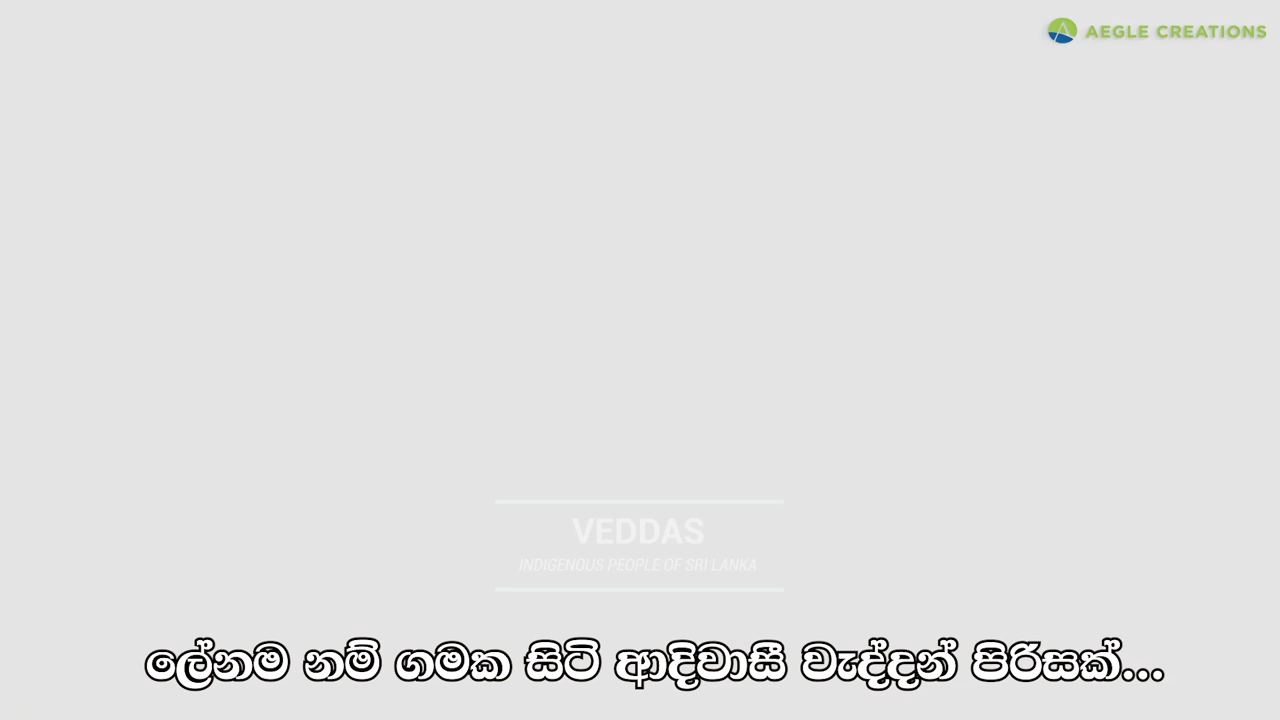 AEGLE CREATIONS
VEDDAS
INDIGENOUS PEOPLE OF SRI LANKA
ලේනම නම් ගමක සිටි ආදිවාසී වැද්දන් පිරිසක්...